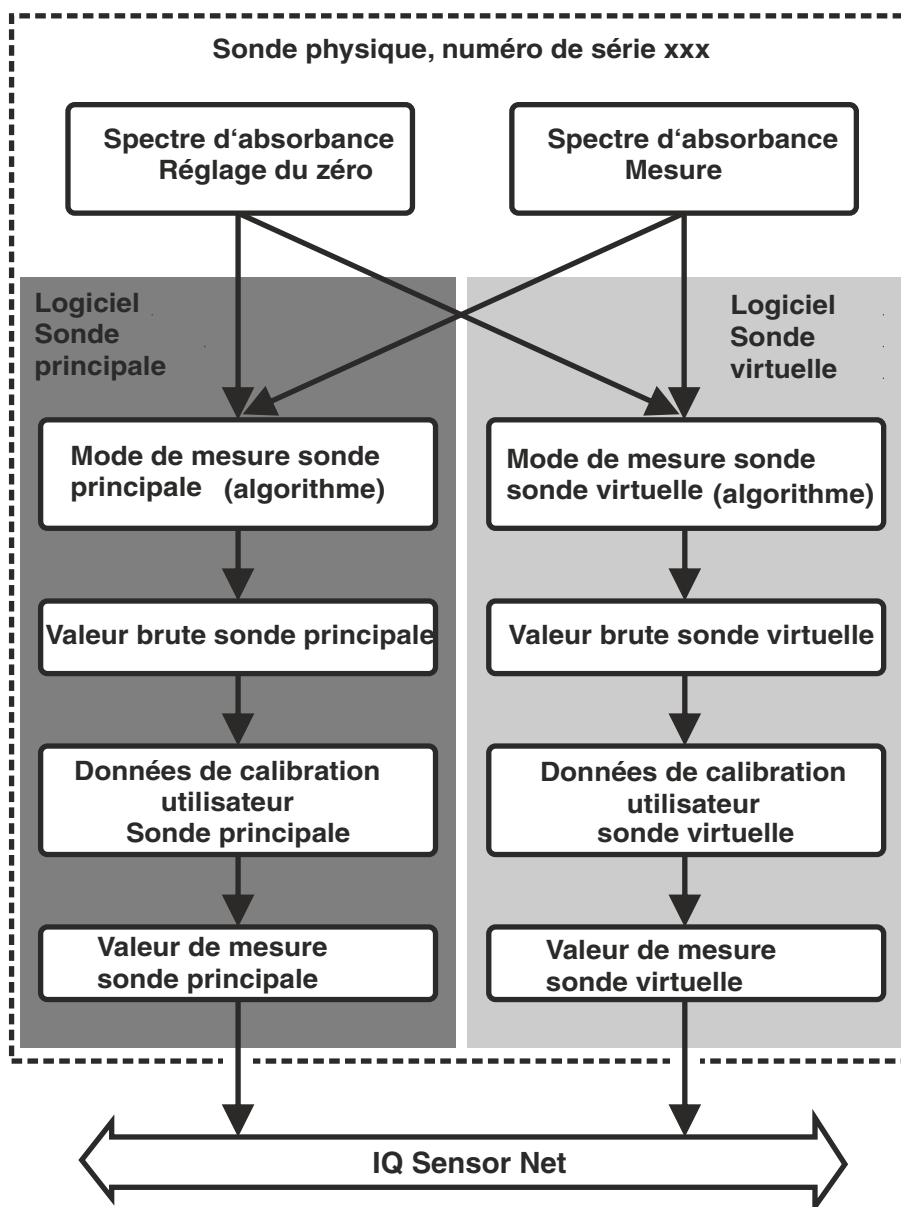 Sonde physique, numéro de série xxx
Spectre d‘absorbance
Réglage du zéro
Spectre d‘absorbance
Mesure
Logiciel
Sonde
principale
Logiciel
Sonde
virtuelle
Mode de mesure sonde
principale (algorithme)
Mode de mesure sonde
sonde virtuelle (algorithme)
Valeur brute sonde principale
Valeur brute sonde virtuelle
Données de calibration
utilisateur
Sonde principale
Données de calibration
utilisateur
sonde virtuelle
Valeur de mesure
sonde principale
Valeur de mesure
sonde virtuelle
IQ Sensor Net